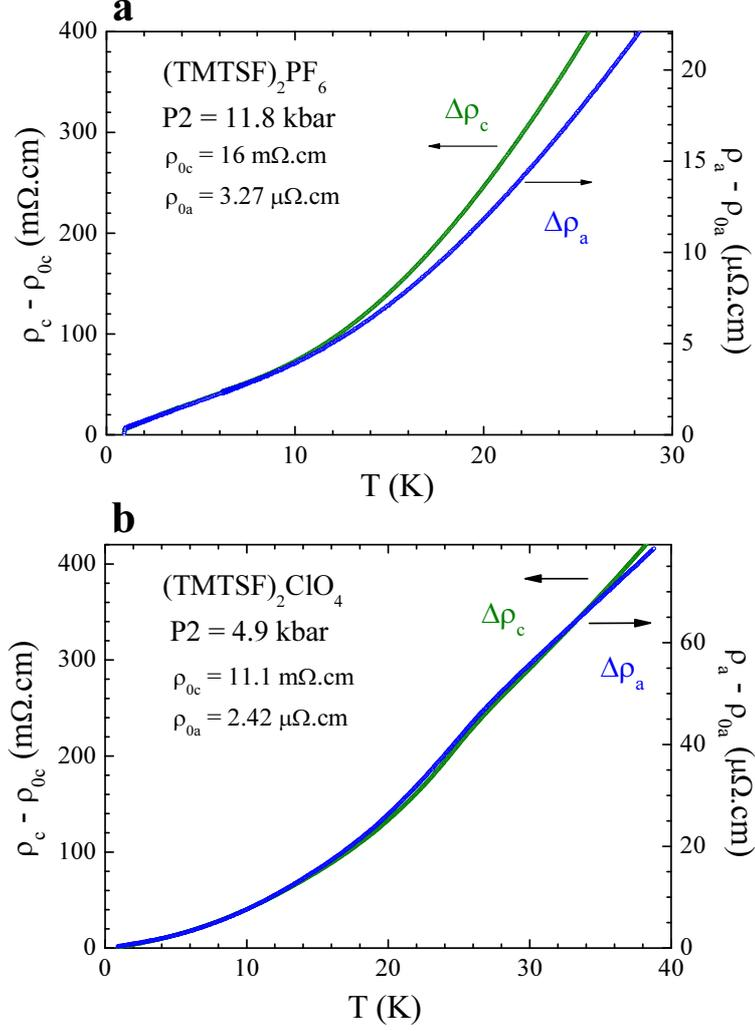 a
400
300
200
100
0
ρc - ρ0c (mΩ.cm)
(TMTSF)2PF6
P2 = 11.8 kbar
ρ0c = 16 mΩ.cm
ρ0a = 3.27 μΩ.cm
Δρc
Δρa
20
15
10
5
0
ρa - ρ0a (μΩ.cm)
0 10 20 30
T (K)
b
400
300
200
100
0
ρc - ρ0c (mΩ.cm)
(TMTSF)2ClO4
P2 = 4.9 kbar
ρ0c = 11.1 mΩ.cm
ρ0a = 2.42 μΩ.cm
Δρc
Δρa
60
40
20
0
ρa - ρ0a (μΩ.cm)
0 10 20 30 40
T (K)